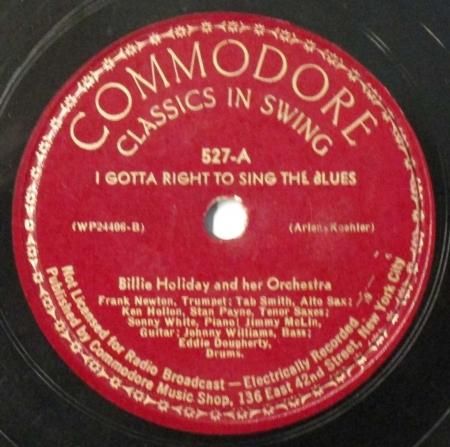 COMMODORE
CLASSICS IN SWING
527-A
I GOTTA RIGHT TO SING THE BLUES
(WP24406-B)
(Arlen, Koehler)
Billie Holiday and her Orchestra
Frank Newton, Trumpet; Tab Smith, Alto Sax;
Ken Hollon, Stan Payne, Tenor Saxes;
Sonny White, Piano; Jimmy McLin,
Guitar; Johnny Williams, Bass;
Eddie Dougherty,
Drums.
Not Licensed for Radio Broadcast — Electrically Recorded
Published by Commodore Music Shop, 136 East 42nd Street, New York City